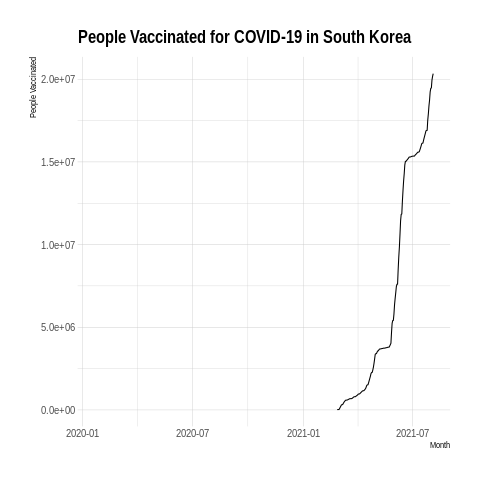 People Vaccinated for COVID-19 in South Korea
People Vaccinated
2.0e+07
1.5e+07
1.0e+07
5.0e+06
0.0e+00
2020-01
2020-07
2021-01
2021-07
Month